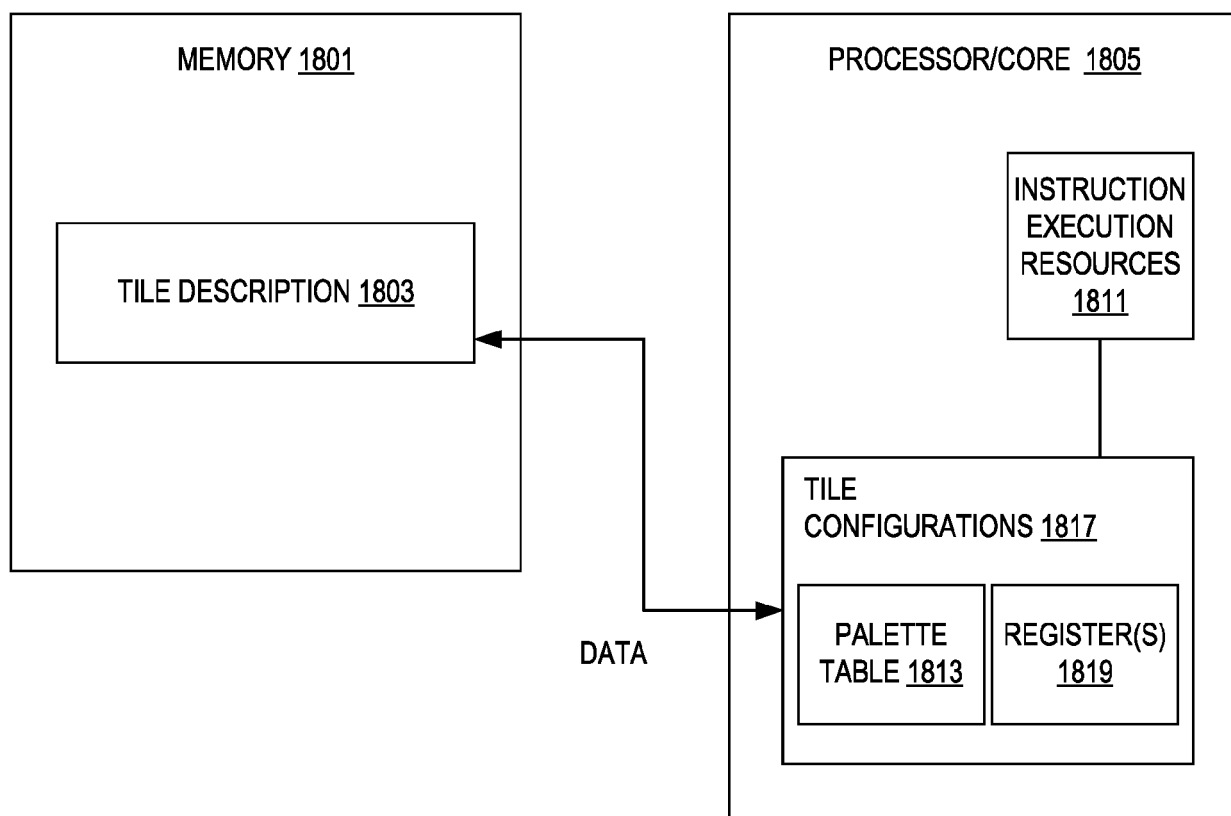 MEMORY 1801
TILE DESCRIPTION 1803
DATA
PROCESSOR/CORE 1805
INSTRUCTION
EXECUTION
RESOURCES
1811
TILE
CONFIGURATIONS 1817
PALETTE
TABLE 1813
REGISTER(S)
1819